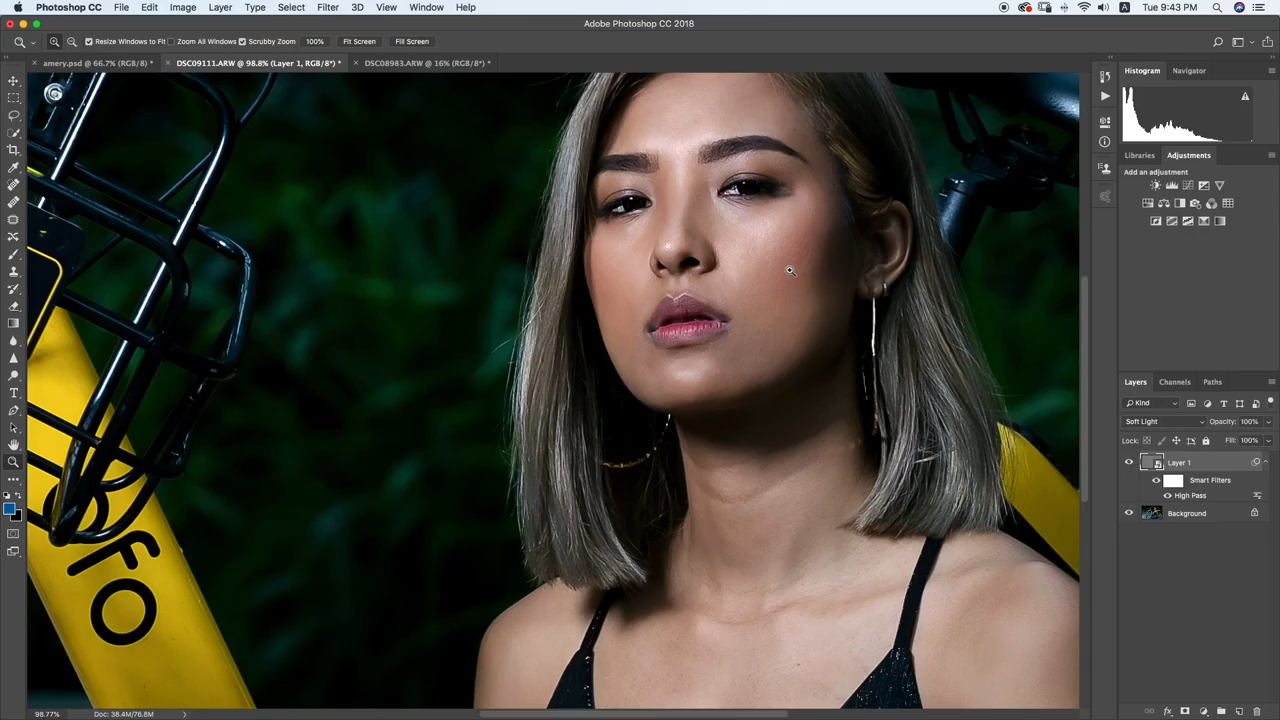 Photoshop CC File Edit Image Layer Type Select Filter 3D View Window Help A Tue 9:43 PM
Adobe Photoshop CC 2018
Resize Windows to Fit Zoom All Windows Scrubby Zoom 100% Fit Screen Fill Screen
× amery.psd @ 66.7% (RGB/8) * × DSC09111.ARW @ 98.8% (Layer 1, RGB/8*) * × DSC08983.ARW @ 16% (RGB/8*) *
Histogram Navigator
Libraries Adjustments
Add an adjustment
Layers Channels Paths
Kind
Soft Light Opacity: 100%
Lock: Fill: 100%
Layer 1
Smart Filters
High Pass
Background
ofo
98.77% Doc: 38.4M/76.8M